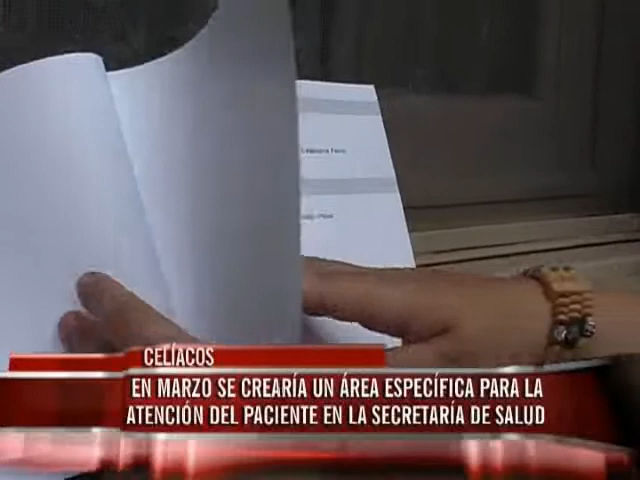 CELÍACOS
EN MARZO SE CREARÍA UN ÁREA ESPECÍFICA PARA LA
ATENCIÓN DEL PACIENTE EN LA SECRETARÍA DE SALUD